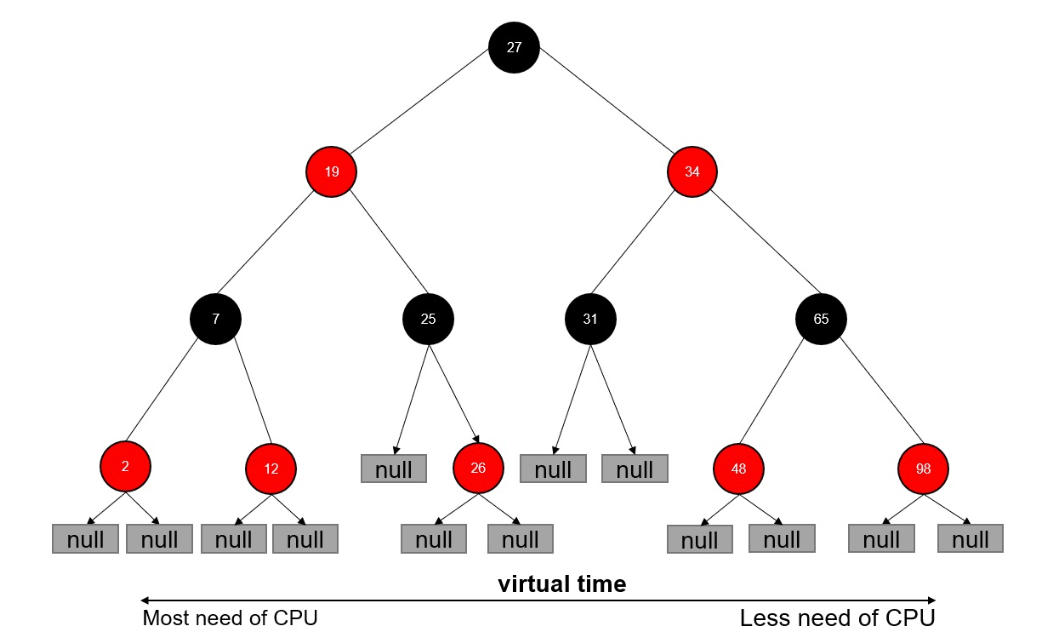 27
19
34
7
25
31
65
2
12
null
26
null
null
48
98
null
null
null
null
null
null
null
null
null
null
virtual time
Most need of CPU
Less need of CPU